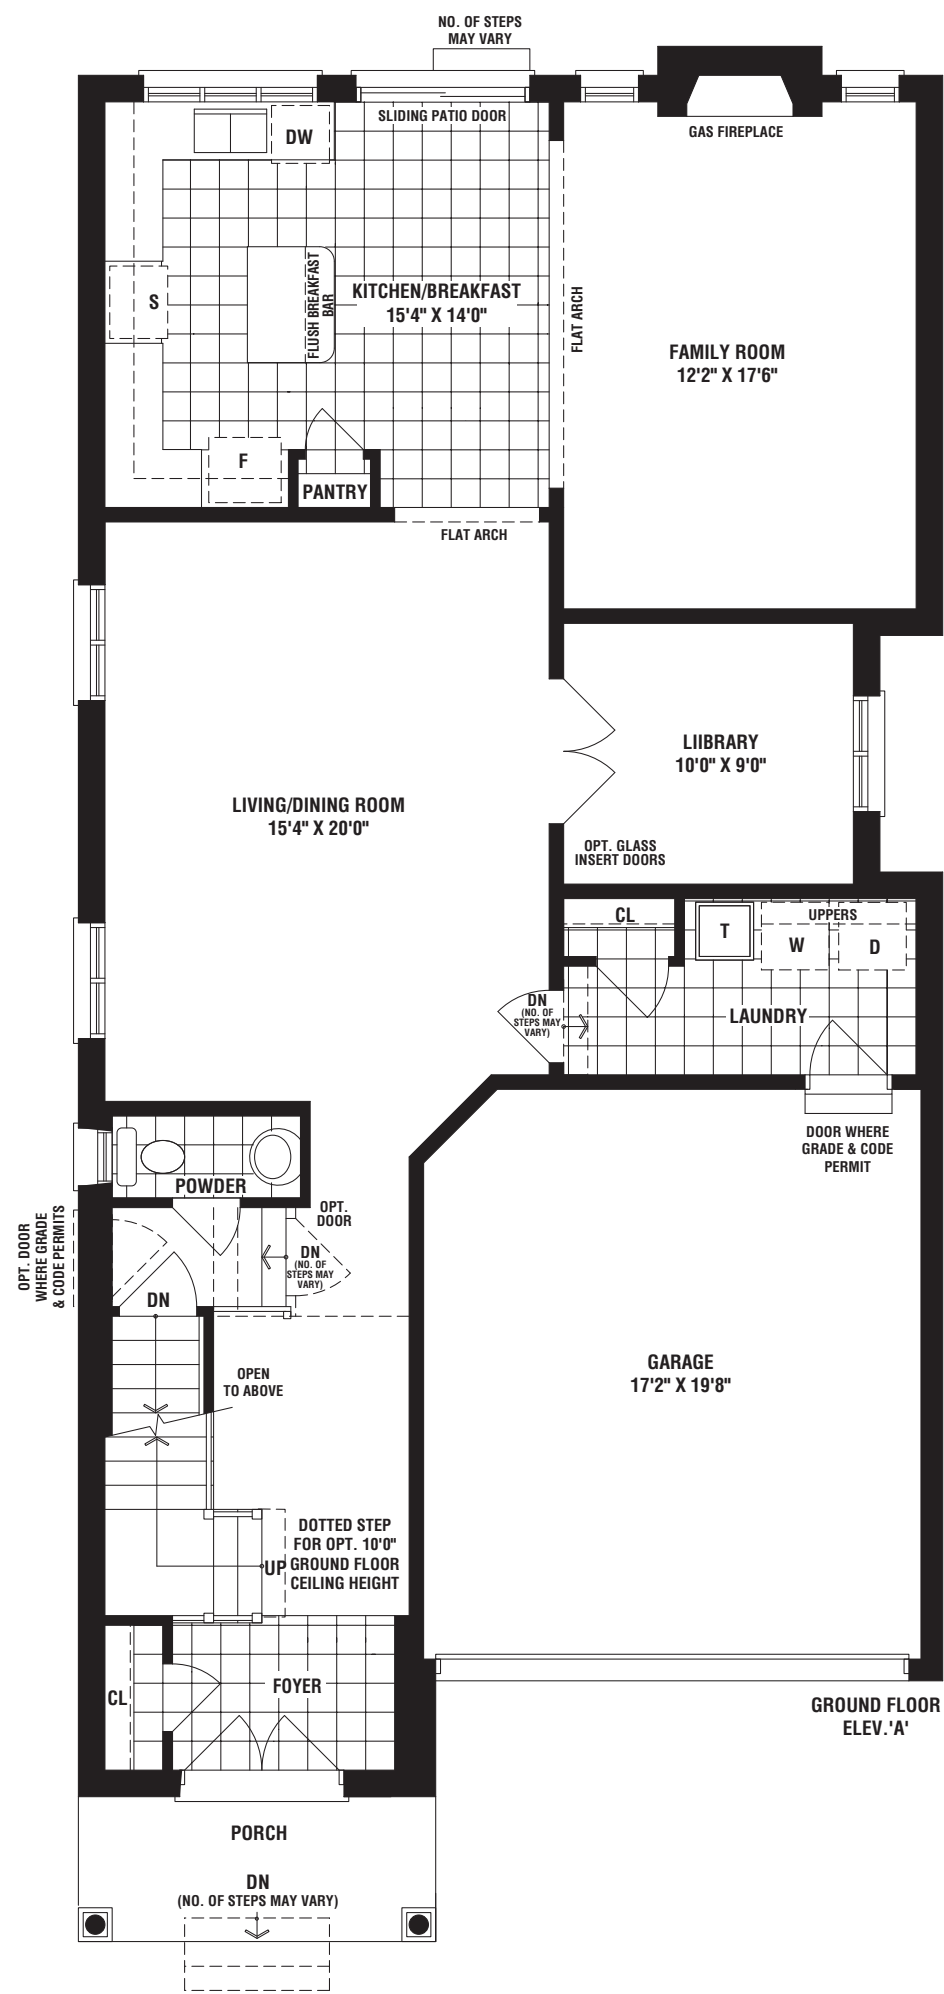 NO. OF STEPS
MAY VARY
SLIDING PATIO DOOR
GAS FIREPLACE
DW
S
FLUSH BREAKFAST
BAR
KITCHEN/BREAKFAST
15'4" X 14'0"
FLAT ARCH
FAMILY ROOM
12'2" X 17'6"
F
PANTRY
FLAT ARCH
LIIBRARY
10'0" X 9'0"
LIVING/DINING ROOM
15'4" X 20'0"
OPT. GLASS
INSERT DOORS
CL
T
UPPERS
W
D
DN
(NO. OF
STEPS MAY
VARY)
LAUNDRY
DOOR WHERE
GRADE & CODE
PERMIT
POWDER
OPT. DOOR
WHERE GRADE
& CODE PERMITS
OPT.
DOOR
DN
(NO. OF
STEPS MAY
VARY)
DN
OPEN
TO ABOVE
GARAGE
17'2" X 19'8"
DOTTED STEP
FOR OPT. 10'0"
GROUND FLOOR
CEILING HEIGHT
UP
CL
FOYER
GROUND FLOOR
ELEV.'A'
PORCH
DN
(NO. OF STEPS MAY VARY)